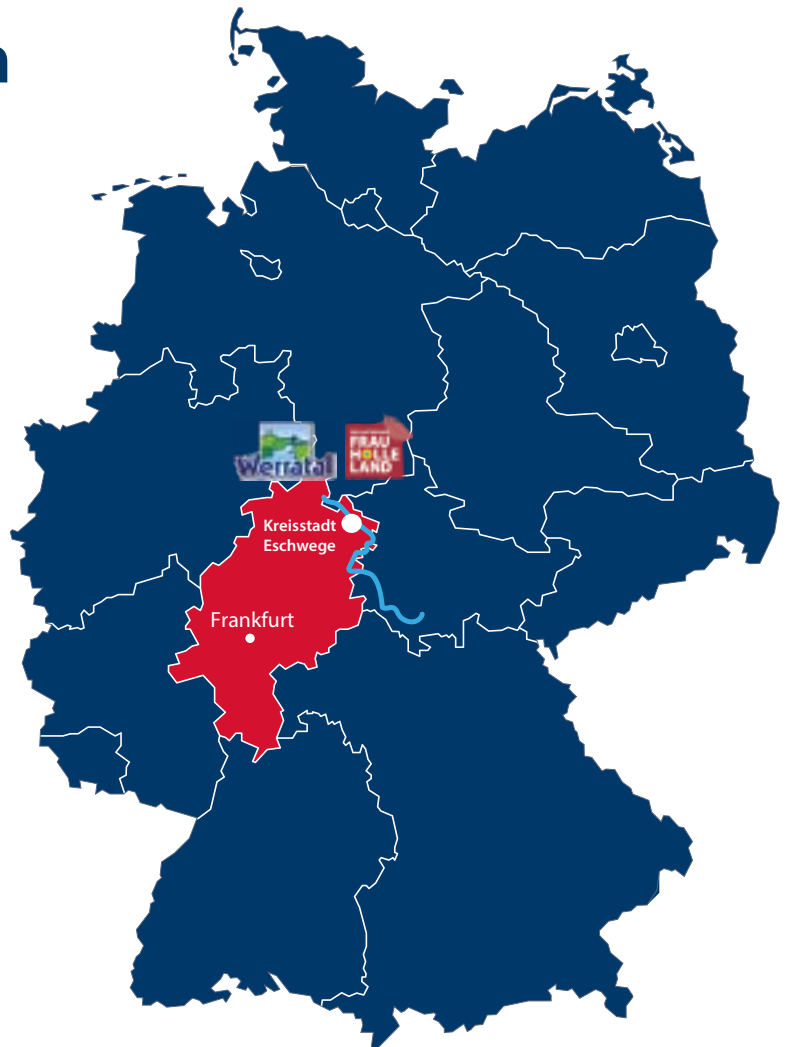 Werratal
FRAU
HOLLE
LAND
Kreisstadt
Eschwege
Frankfurt